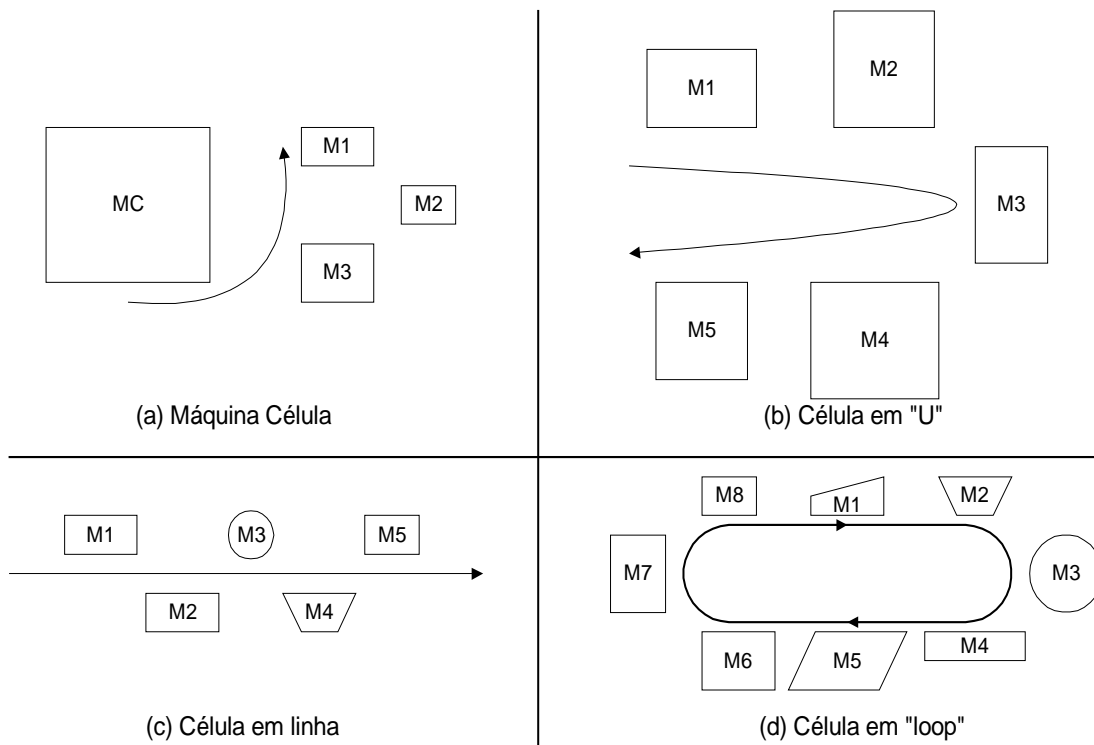 MC
M1
M2
M3
(a) Máquina Célula
M1
M2
M3
M5
M4
(b) Célula em "U"
M1
M3
M5
M2
M4
(c) Célula em linha
M8
M1
M2
M7
M3
M6
M5
M4
(d) Célula em "loop"